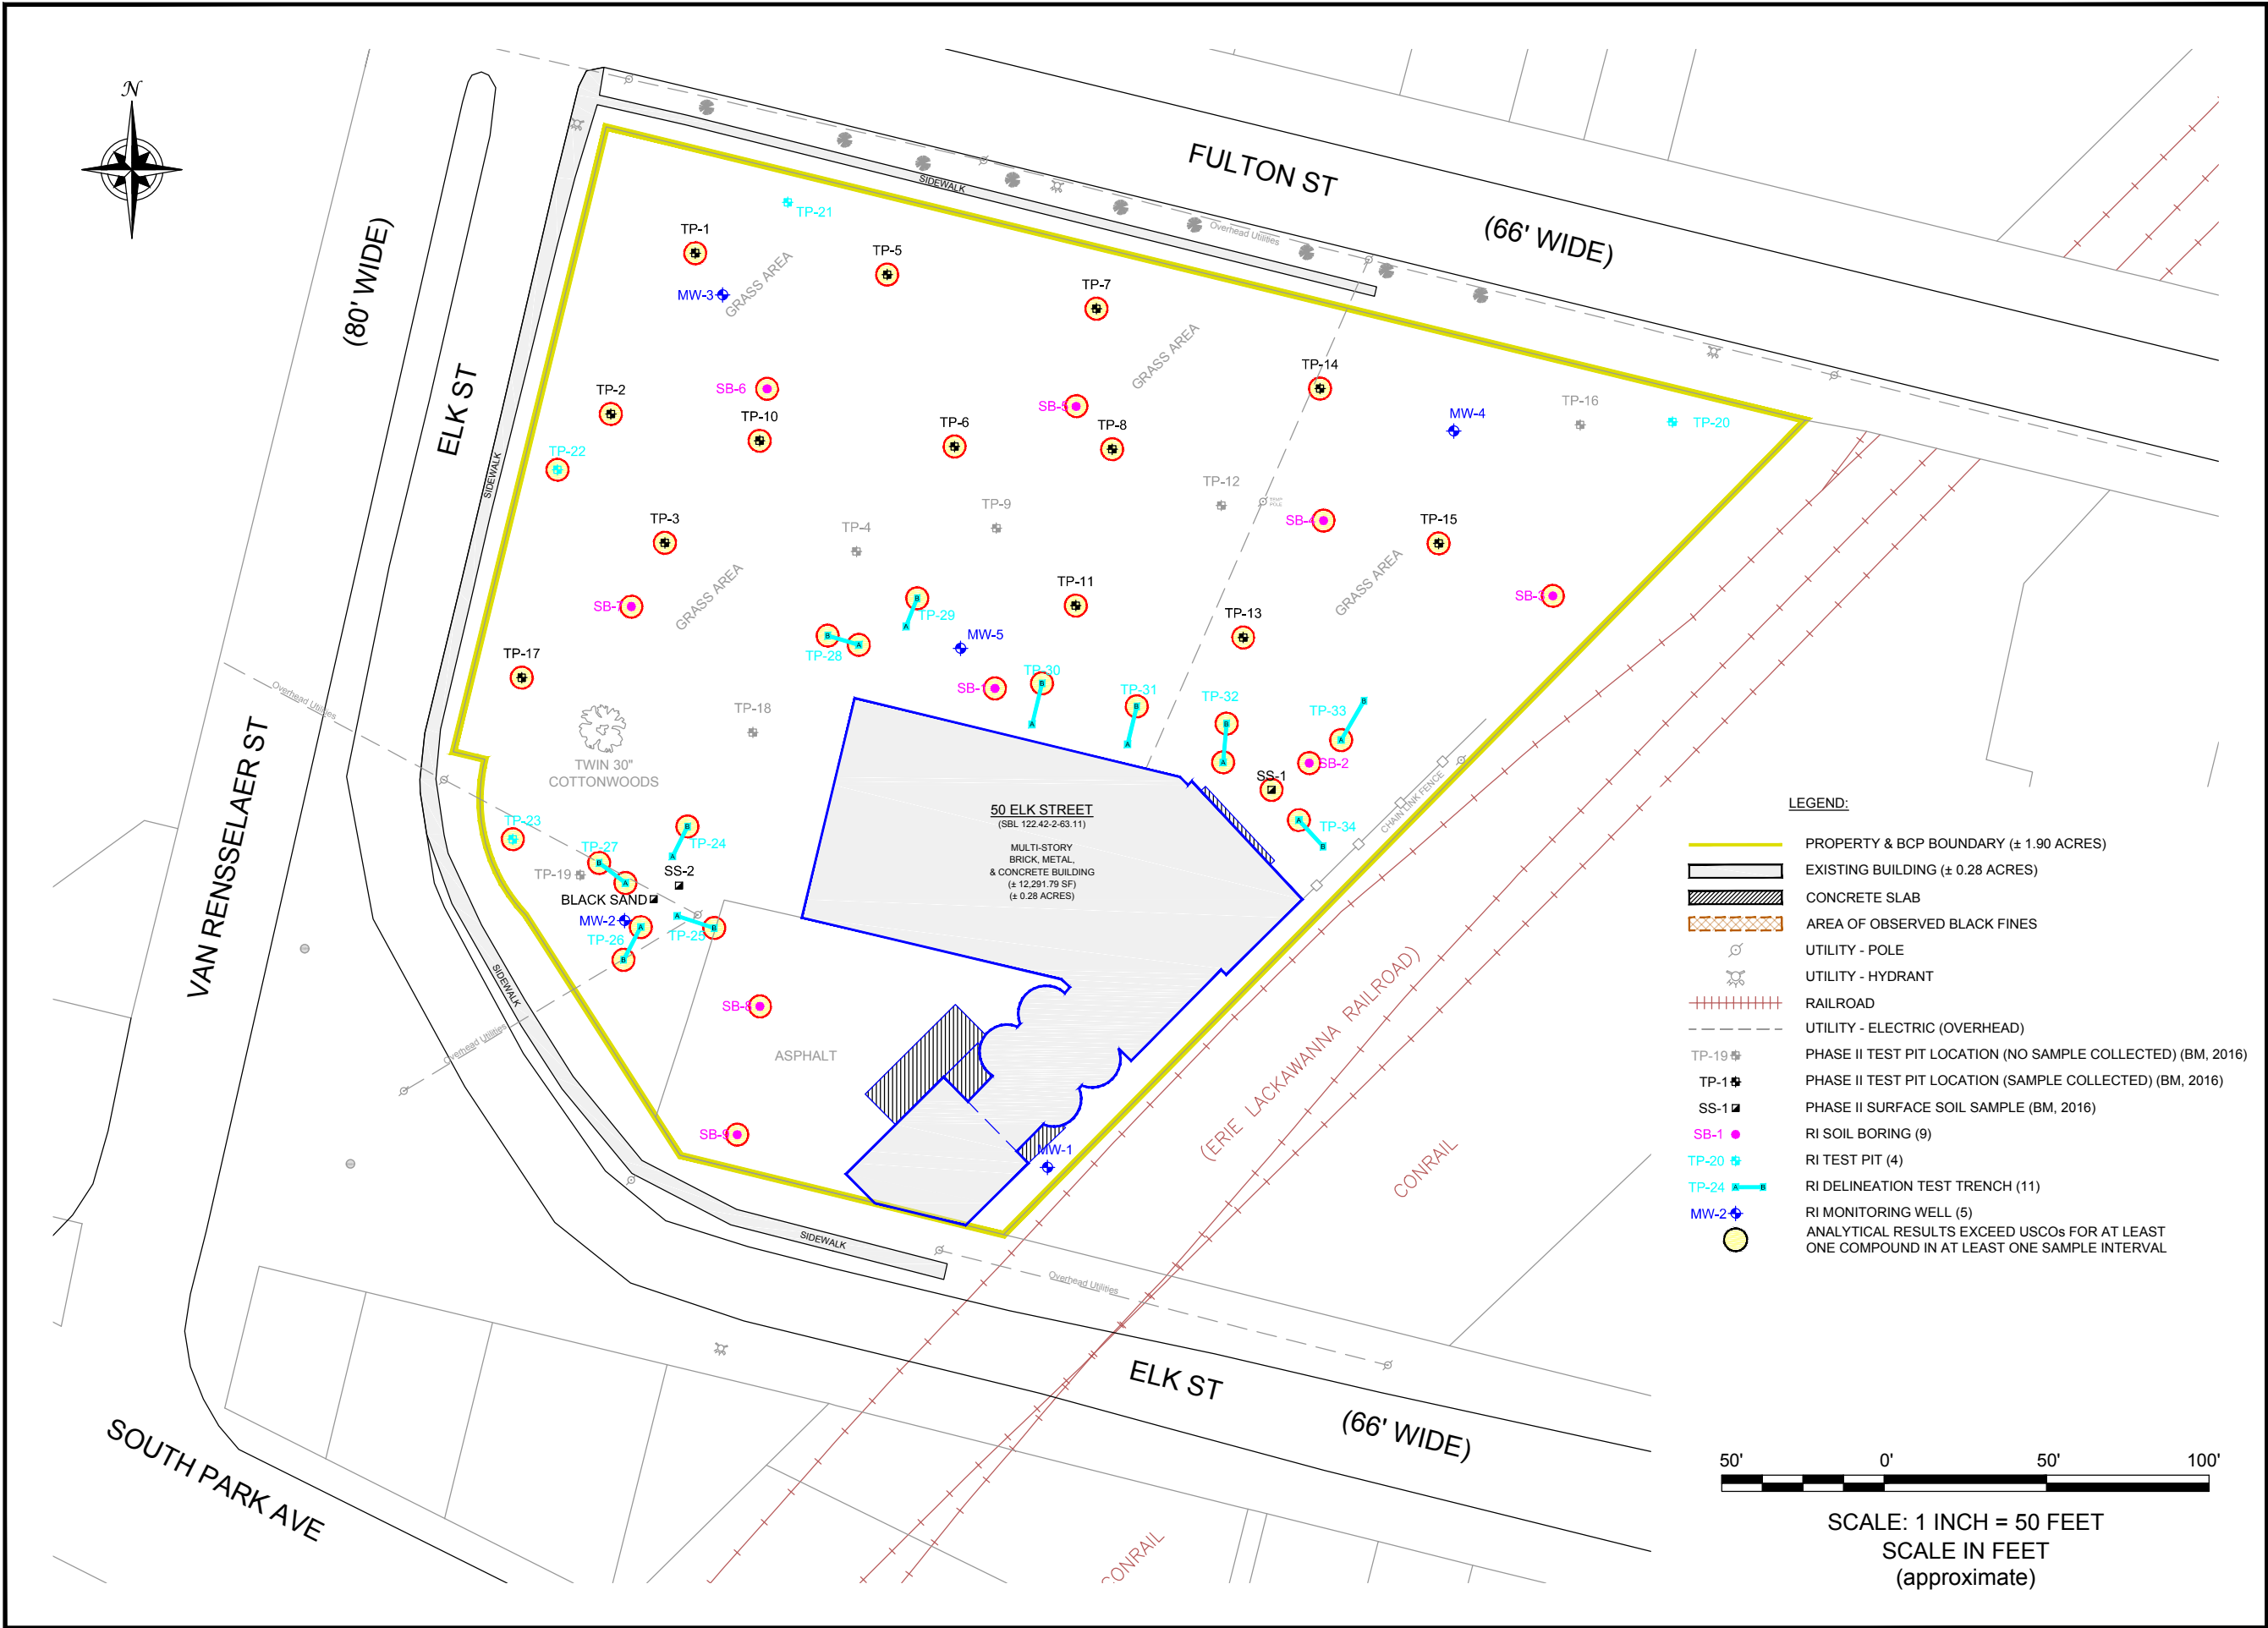 N
FULTON ST
(66' WIDE)
(80' WIDE)
ELK ST
VAN RENSSELAER ST
SOUTH PARK AVE
ELK ST
(66' WIDE)
SIDEWALK
Overhead Utilities
TP-21
TP-1
TP-5
MW-3
GRASS AREA
TP-7
GRASS AREA
TP-14
SB-6
TP-2
TP-10
TP-6
SB-5
TP-8
MW-4
TP-16
TP-20
TP-22
SIDEWALK
TP-12
POLE
TP-9
TP-4
TP-3
SB-4
TP-15
GRASS AREA
GRASS AREA
SB-7
B
A
TP-29
TP-11
SB-3
TP-13
B
A
TP-28
MW-5
TP-17
Overhead Utilities
SB-1
TP-30
B
A
TP-31
B
A
TP-32
B
A
TP-33
B
A
TP-18
TWIN 30"
COTTONWOODS
SB-2
SS-1
A
B
TP-34
CHAIN LINK FENCE
TP-23
B
A
TP-24
TP-27
B
A
TP-19
SS-2
BLACK SAND
MW-2
A
B
TP-26
A
B
TP-25
50 ELK STREET
(SBL 122.42-2-63.11)
MULTI-STORY
BRICK, METAL,
& CONCRETE BUILDING
(± 12,291.79 SF)
(± 0.28 ACRES)
SIDEWALK
Overhead Utilities
SB-8
ASPHALT
SB-9
MW-1
SIDEWALK
Overhead Utilities
(ERIE LACKAWANNA RAILROAD)
CONRAIL
CONRAIL
LEGEND:
PROPERTY & BCP BOUNDARY (± 1.90 ACRES)
EXISTING BUILDING (± 0.28 ACRES)
CONCRETE SLAB
AREA OF OBSERVED BLACK FINES
UTILITY - POLE
UTILITY - HYDRANT
RAILROAD
UTILITY - ELECTRIC (OVERHEAD)
TP-19 PHASE II TEST PIT LOCATION (NO SAMPLE COLLECTED) (BM, 2016)
TP-1 PHASE II TEST PIT LOCATION (SAMPLE COLLECTED) (BM, 2016)
SS-1 PHASE II SURFACE SOIL SAMPLE (BM, 2016)
SB-1 RI SOIL BORING (9)
TP-20 RI TEST PIT (4)
TP-24 A B RI DELINEATION TEST TRENCH (11)
MW-2 RI MONITORING WELL (5)
ANALYTICAL RESULTS EXCEED USCOs FOR AT LEAST
ONE COMPOUND IN AT LEAST ONE SAMPLE INTERVAL
50' 0' 50' 100'
SCALE: 1 INCH = 50 FEET
SCALE IN FEET
(approximate)